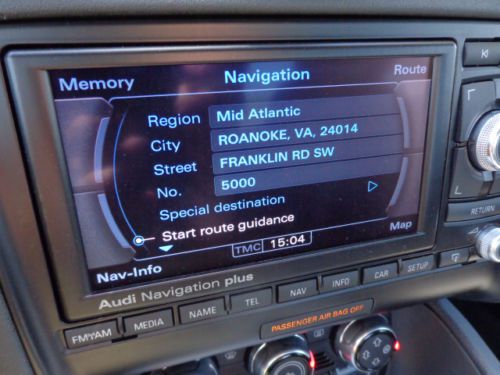 Memory Navigation Route
Region Mid Atlantic
City ROANOKE, VA, 24014
Street FRANKLIN RD SW
No. 5000
Special destination
Start route guidance
Nav-Info TMC 15:04 Map
Audi Navigation plus
RETURN
FM/AM MEDIA NAME TEL NAV INFO CAR SETUP
PASSENGER AIR BAG OFF